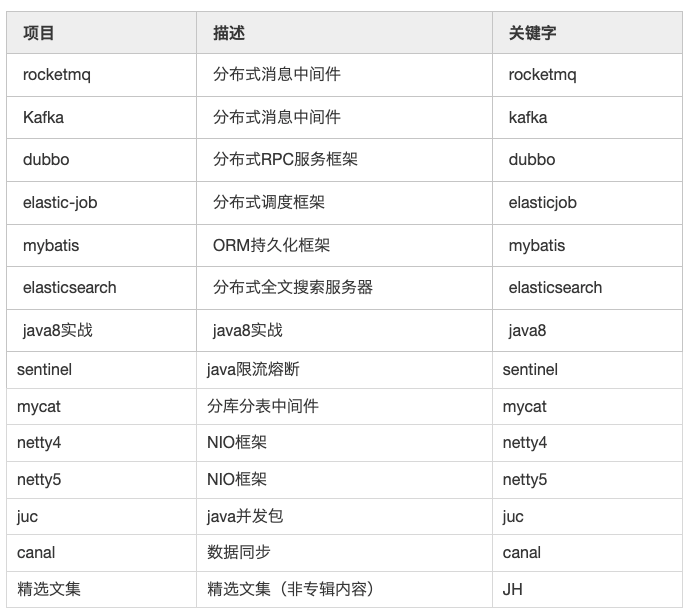 项目 描述 关键字
rocketmq 分布式消息中间件 rocketmq
Kafka 分布式消息中间件 kafka
dubbo 分布式RPC服务框架 dubbo
elastic-job 分布式调度框架 elasticjob
mybatis ORM持久化框架 mybatis
elasticsearch 分布式全文搜索服务器 elasticsearch
java8实战 java8实战 java8
sentinel java限流熔断 sentinel
mycat 分库分表中间件 mycat
netty4 NIO框架 netty4
netty5 NIO框架 netty5
juc java并发包 juc
canal 数据同步 canal
精选文集 精选文集（非专辑内容） JH